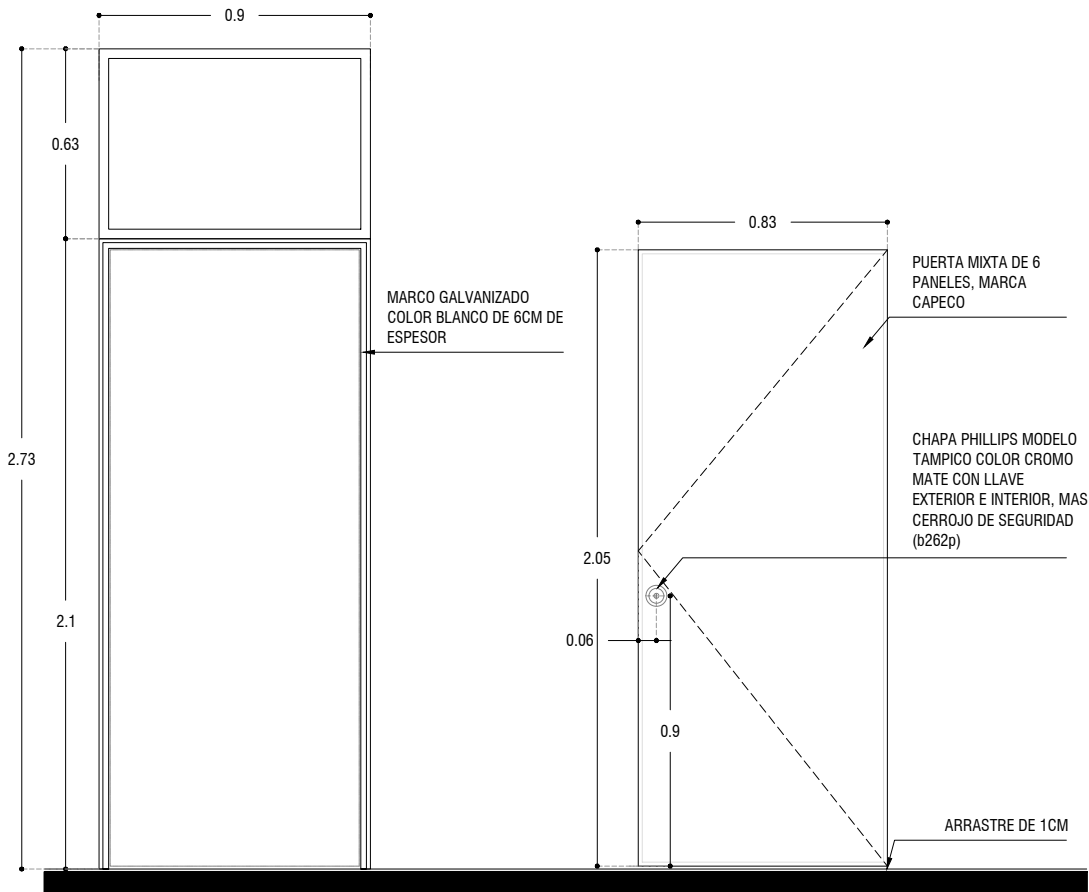 0.9
0.63
2.73
2.1
MARCO GALVANIZADO
COLOR BLANCO DE 6CM DE
ESPESOR
0.83
2.05
0.06
0.9
PUERTA MIXTA DE 6
PANELES, MARCA
CAPECO
CHAPA PHILLIPS MODELO
TAMPICO COLOR CROMO
MATE CON LLAVE
EXTERIOR E INTERIOR, MAS
CERROJO DE SEGURIDAD
(b262p)
ARRASTRE DE 1CM